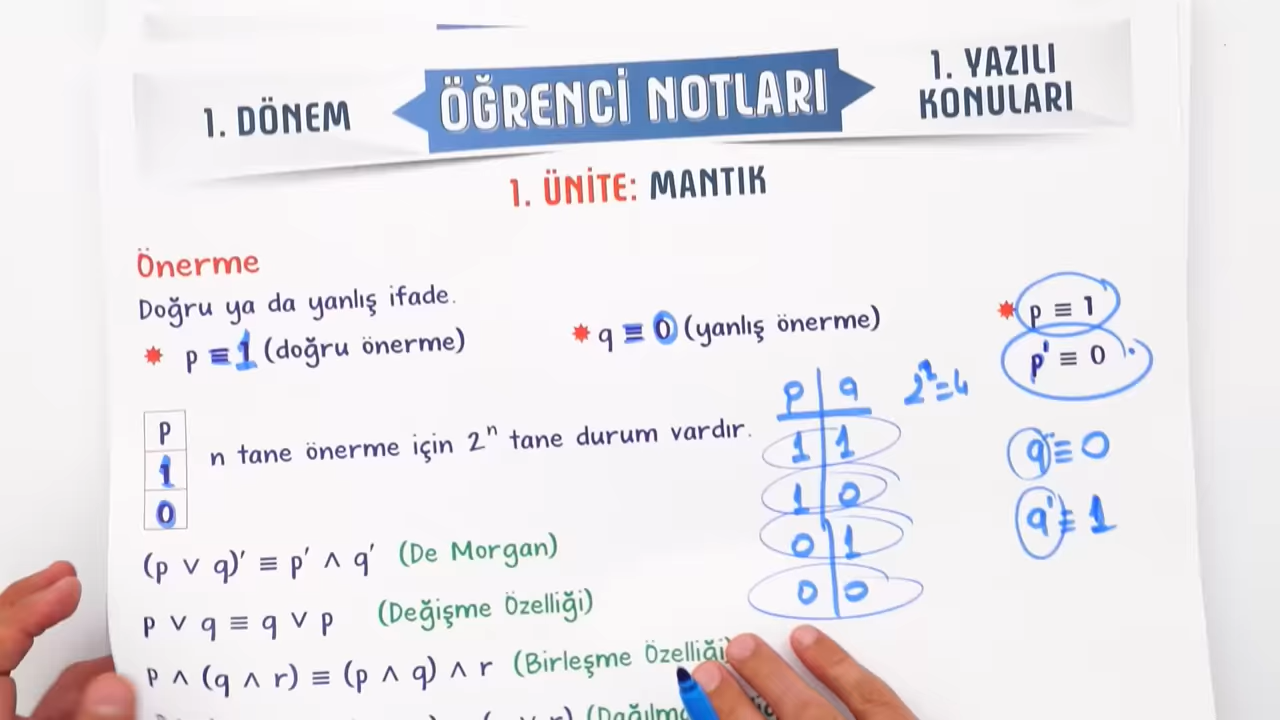 1. DÖNEM
ÖĞRENCİ NOTLARI
1. YAZILI
KONULARI
1. ÜNİTE: MANTIK
Önerme
Doğru ya da yanlış ifade.
p ≡ 1 (doğru önerme)
q ≡ 0 (yanlış önerme)
p ≡ 1
p' ≡ 0
q ≡ 0
q' ≡ 1
p
1
0
n tane önerme için 2ⁿ tane durum vardır.
p q
1 1
1 0
0 1
0 0
2² = 4
(p ∨ q)' ≡ p' ∧ q' (De Morgan)
p ∨ q ≡ q ∨ p (Değişme Özelliği)
p ∧ (q ∧ r) ≡ (p ∧ q) ∧ r (Birleşme Özelliği